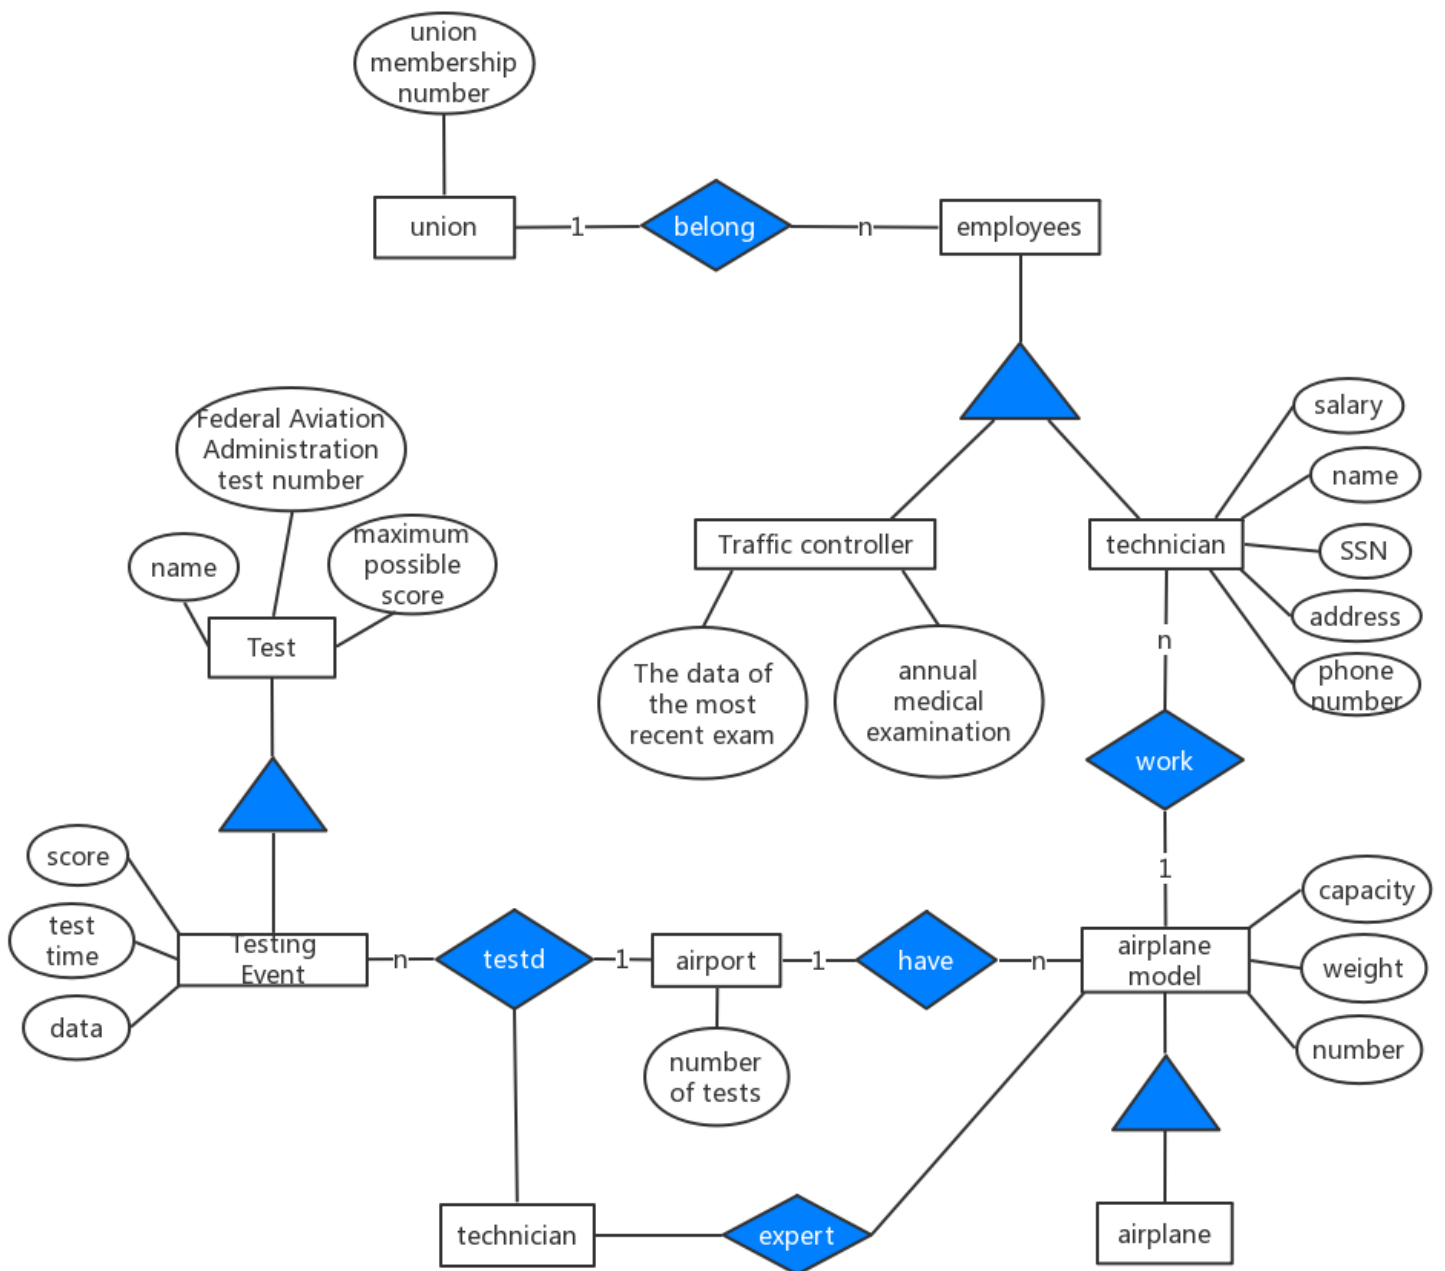 union
membership
number
union
1
belong
n
employees
Federal Aviation
Administration
test number
name
maximum
possible
score
Test
Traffic controller
technician
salary
name
SSN
address
phone
number
The data of
the most
recent exam
annual
medical
examination
n
work
1
score
test
time
data
Testing
Event
n
testd
1
airport
1
have
n
airplane
model
capacity
weight
number
number
of tests
technician
expert
airplane